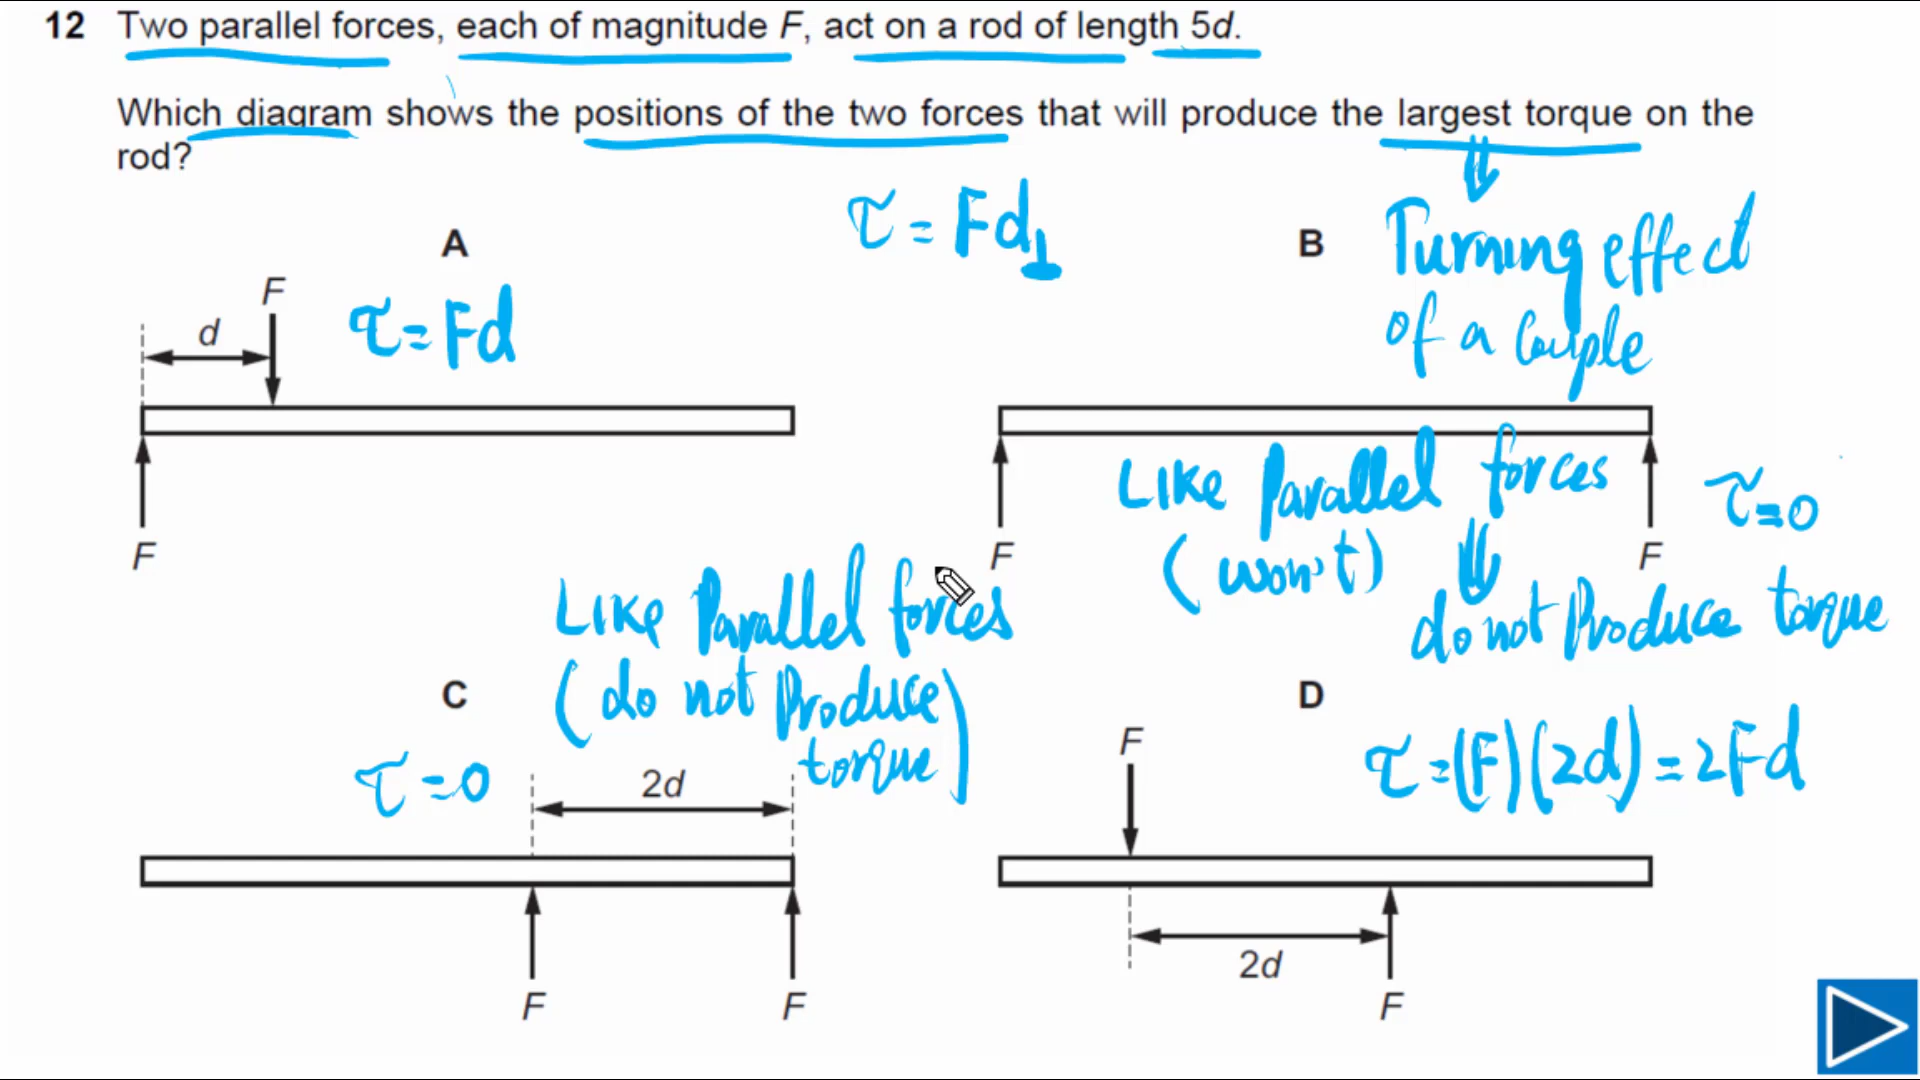 12 Two parallel forces, each of magnitude F, act on a rod of length 5d.
Which diagram shows the positions of the two forces that will produce the largest torque on the
rod?
τ = Fd⊥
A
B
Turning effect
of a couple
F
d
τ = Fd
F
Like Parallel forces
(won't)
τ = 0
F
F
do not Produce torque
Like Parallel forces
(do not Produce
torque)
C
τ = 0
2d
F
F
D
F
τ = (F)(2d) = 2Fd
2d
F